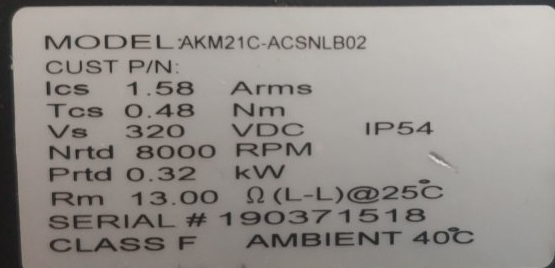 MODEL:AKM21C-ACSNLB02
CUST P/N:
Ics 1.58 Arms
Tcs 0.48 Nm
Vs 320 VDC IP54
Nrtd 8000 RPM
Prtd 0.32 kW
Rm 13.00 Ω (L-L)@25°C
SERIAL # 190371518
CLASS F AMBIENT 40°C